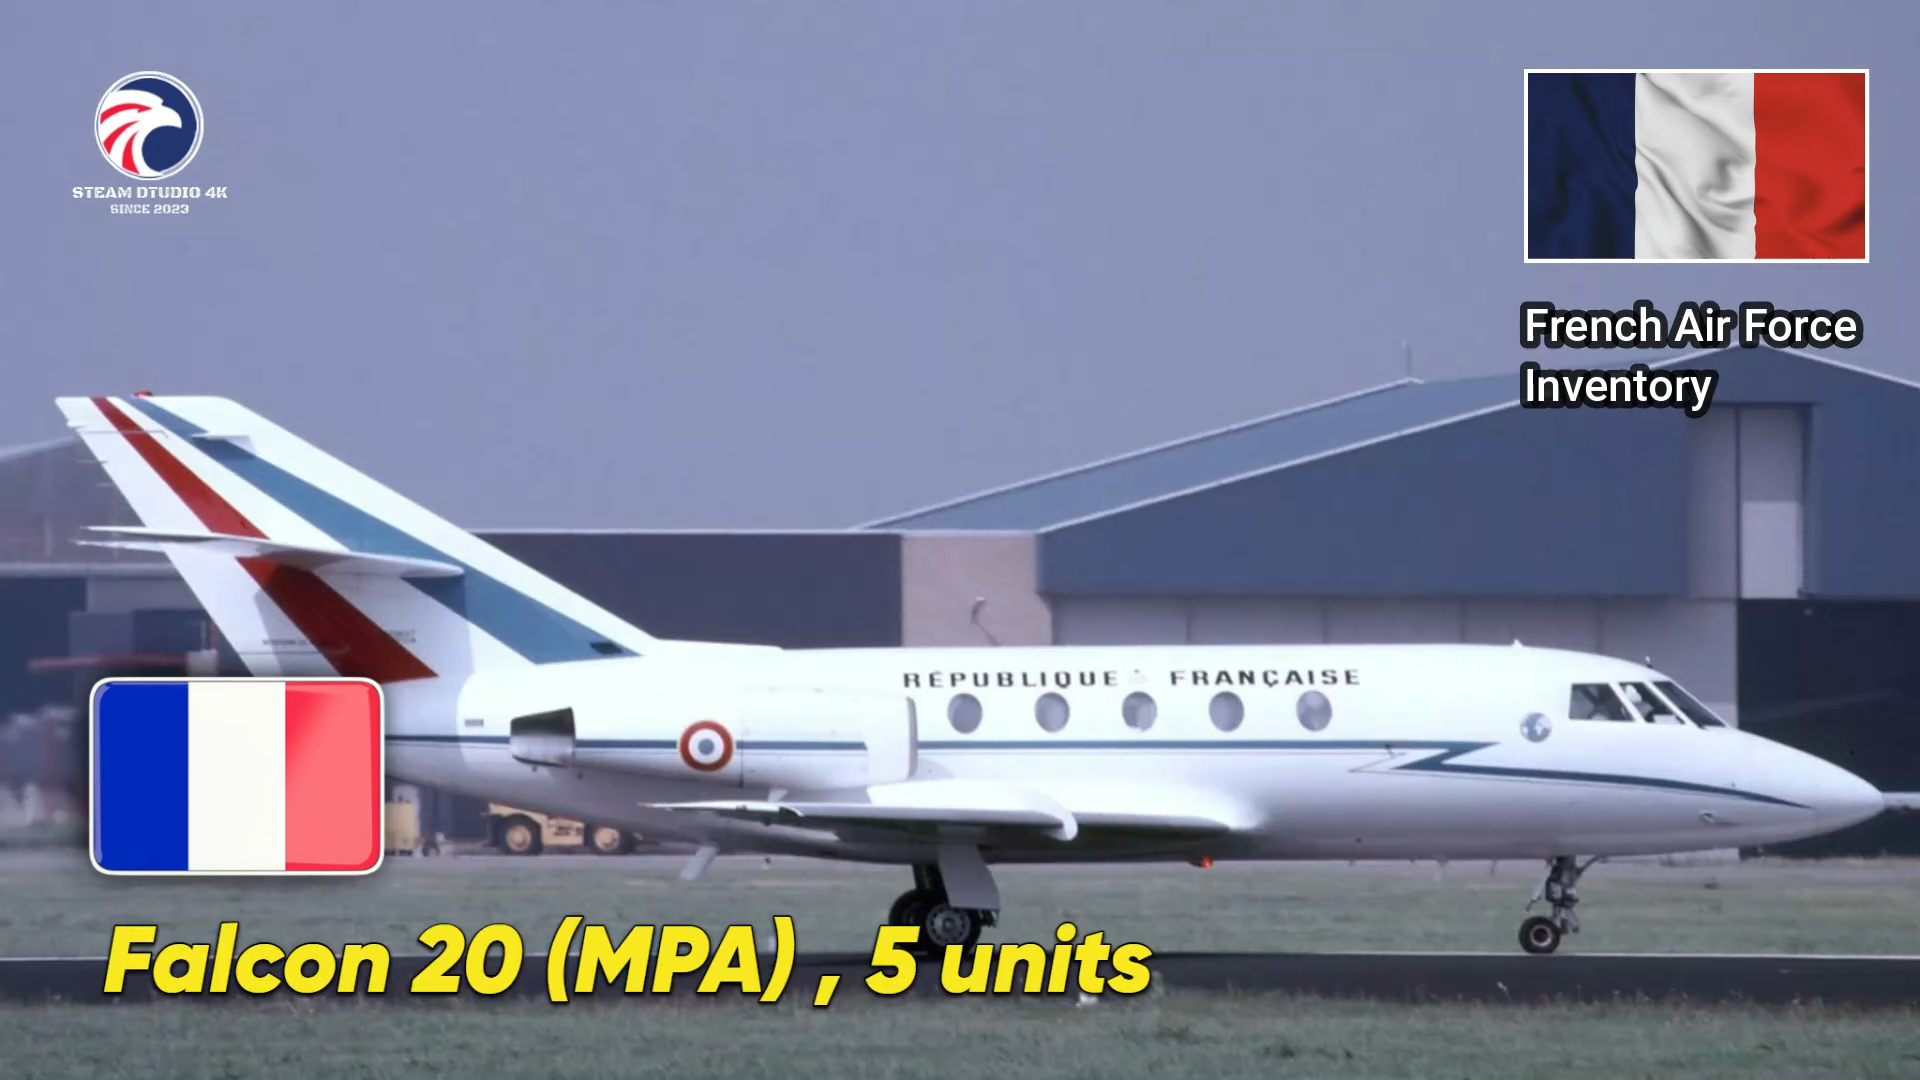 STEAM DTUDIO 4K
SINCE 2023
French Air Force
Inventory
RÉPUBLIQUE FRANÇAISE
Falcon 20 (MPA) , 5 units